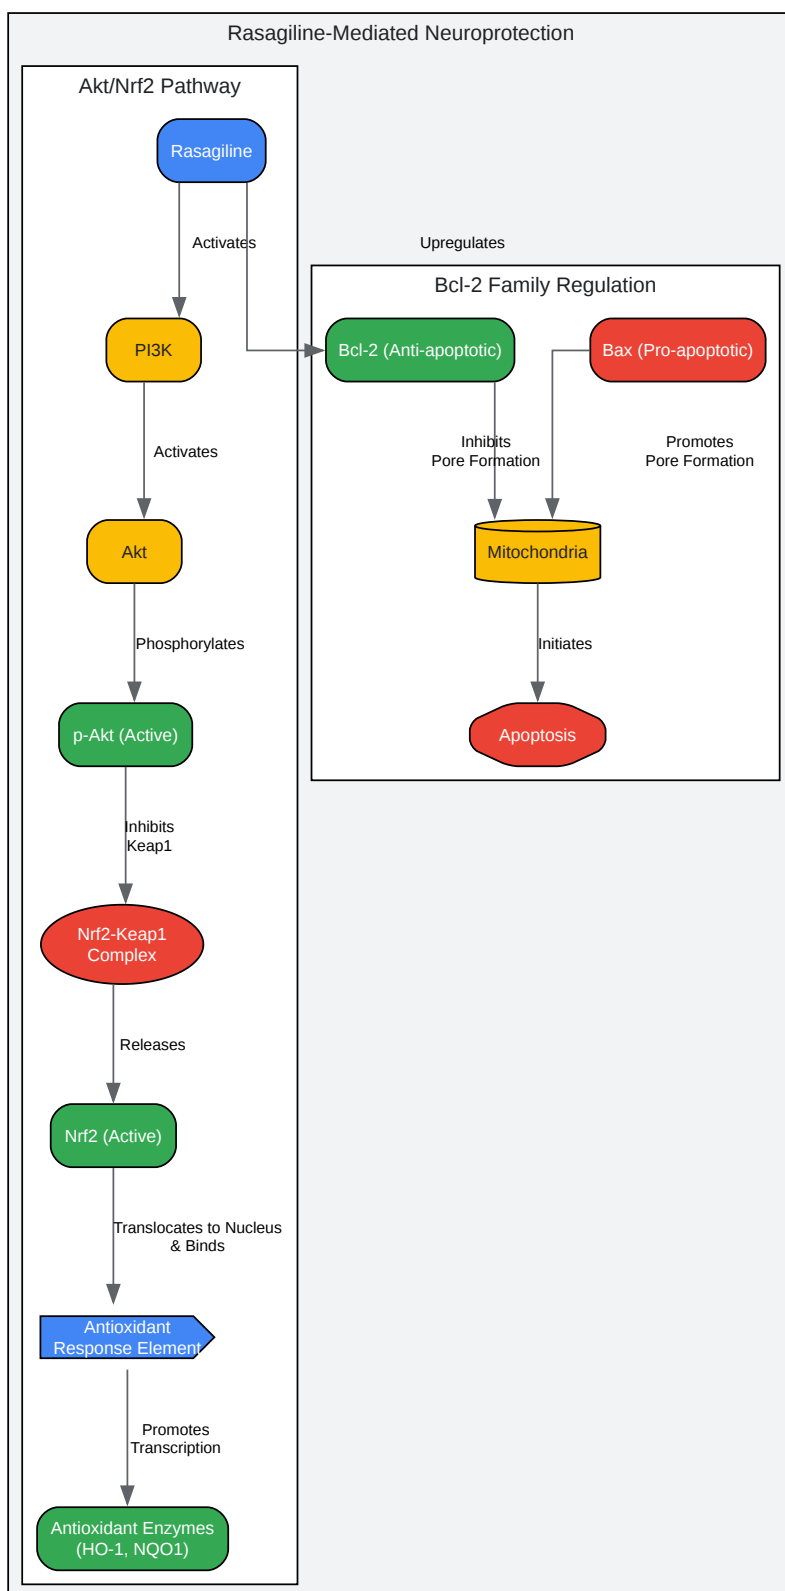 Rasagiline-Mediated Neuroprotection
Akt/Nrf2 Pathway
Rasagiline
Activates
Upregulates
Bcl-2 Family Regulation
PI3K
Bcl-2 (Anti-apoptotic)
Bax (Pro-apoptotic)
Activates
Inhibits
Pore Formation
Promotes
Pore Formation
Akt
Mitochondria
Phosphorylates
Initiates
p-Akt (Active)
Apoptosis
Inhibits
Keap1
Nrf2-Keap1
Complex
Releases
Nrf2 (Active)
Translocates to Nucleus
& Binds
Antioxidant
Response Element
Promotes
Transcription
Antioxidant Enzymes
(HO-1, NQO1)